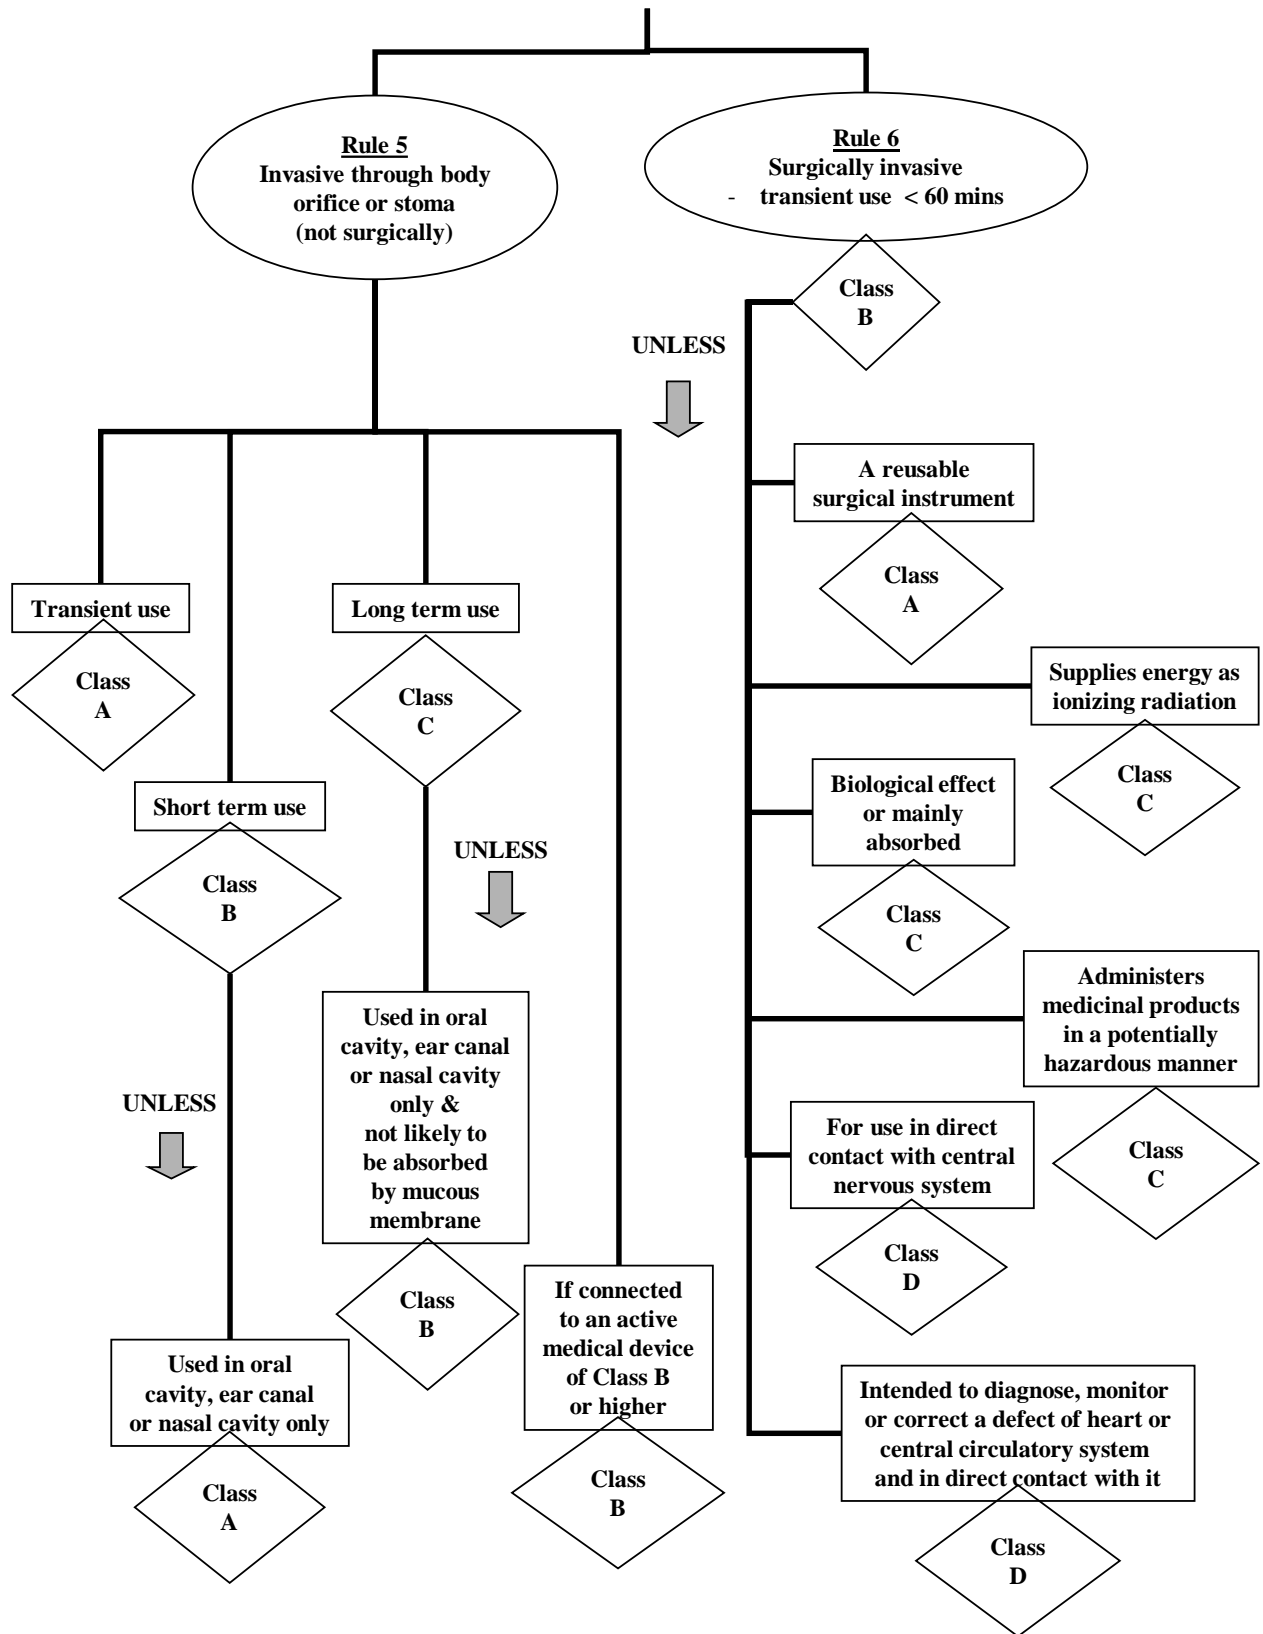 Rule 5
Invasive through body
orifice or stoma
(not surgically)
Rule 6
Surgically invasive
- transient use < 60 mins
Class
B
UNLESS
A reusable
surgical instrument
Class
A
Supplies energy as
ionizing radiation
Class
C
Biological effect
or mainly
absorbed
Class
C
Administers
medicinal products
in a potentially
hazardous manner
Class
C
For use in direct
contact with central
nervous system
Class
D
Intended to diagnose, monitor
or correct a defect of heart or
central circulatory system
and in direct contact with it
Class
D
Transient use
Class
A
Short term use
Class
B
UNLESS
Used in oral
cavity, ear canal
or nasal cavity only
Class
A
Long term use
Class
C
UNLESS
Used in oral
cavity, ear canal
or nasal cavity
only &
not likely to
be absorbed
by mucous
membrane
Class
B
If connected
to an active
medical device
of Class B
or higher
Class
B